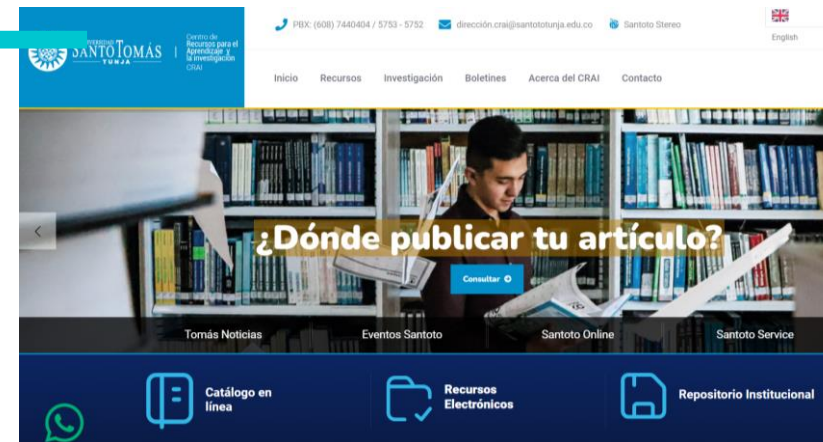 PBX: (608) 7440404 / 5753 - 5752 dirección.crai@santototunja.edu.co Santoto Stereo
English
SANTO TOMÁS
TUNJA
Centro de
Recursos para el
Aprendizaje y
la investigación
CRAI
Inicio Recursos Investigación Boletines Acerca del CRAI Contacto
¿Dónde publicar tu artículo?
Consultar
Tomás Noticias Eventos Santoto Santoto Online Santoto Service
Catálogo en
línea
Recursos
Electrónicos
Repositorio Institucional